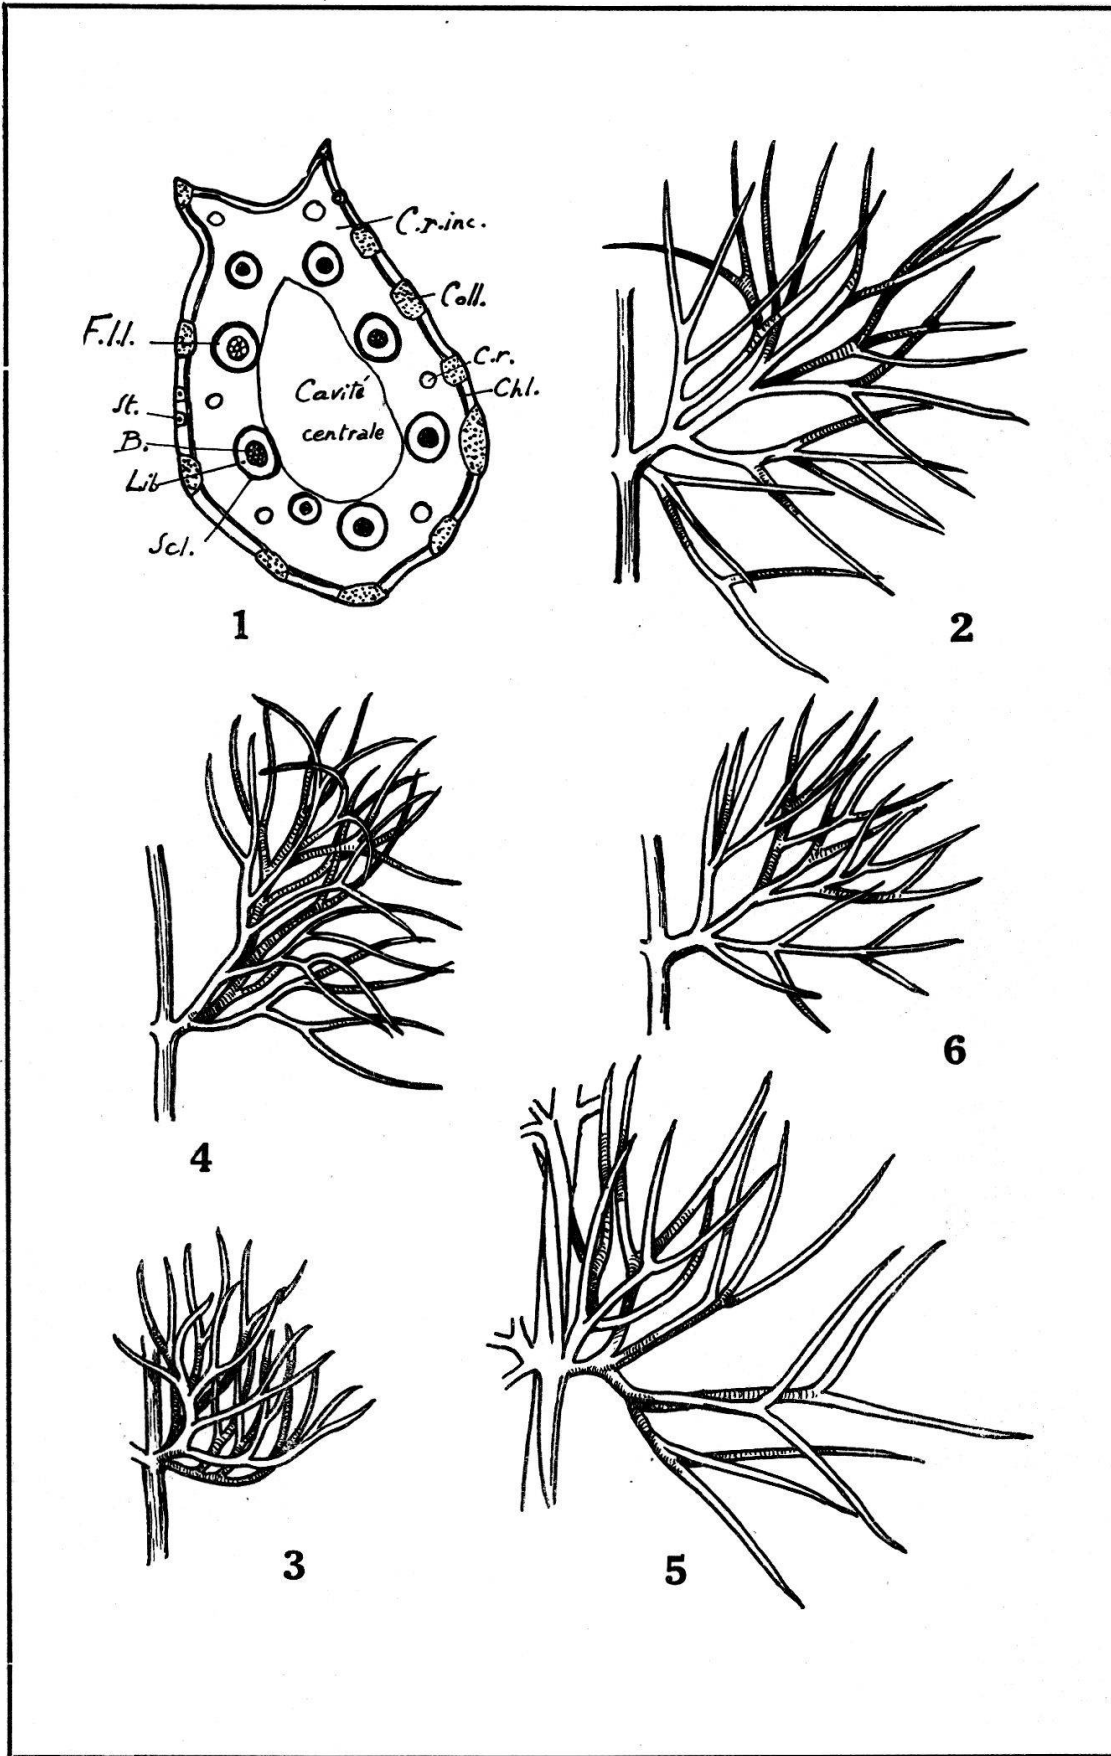 C.r.inc.
Coll.
F.l.l.
C.r.
Chl.
Cavité
centrale
St.
B.
Lib
Scl.
1
2
4
6
3
5